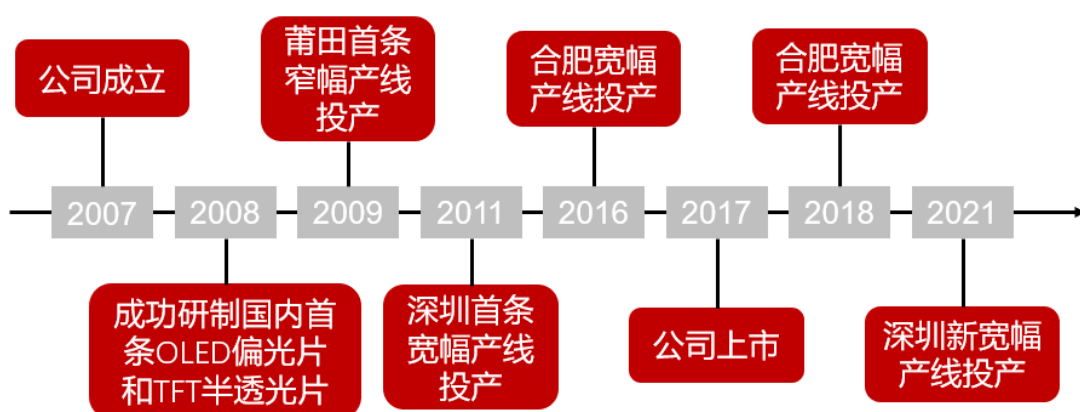 公司成立
莆田首条
窄幅产线
投产
合肥宽幅
产线投产
合肥宽幅
产线投产
2007
2008
2009
2011
2016
2017
2018
2021
成功研制国内首
条OLED偏光片
和TFT半透光片
深圳首条
宽幅产线
投产
公司上市
深圳新宽幅
产线投产